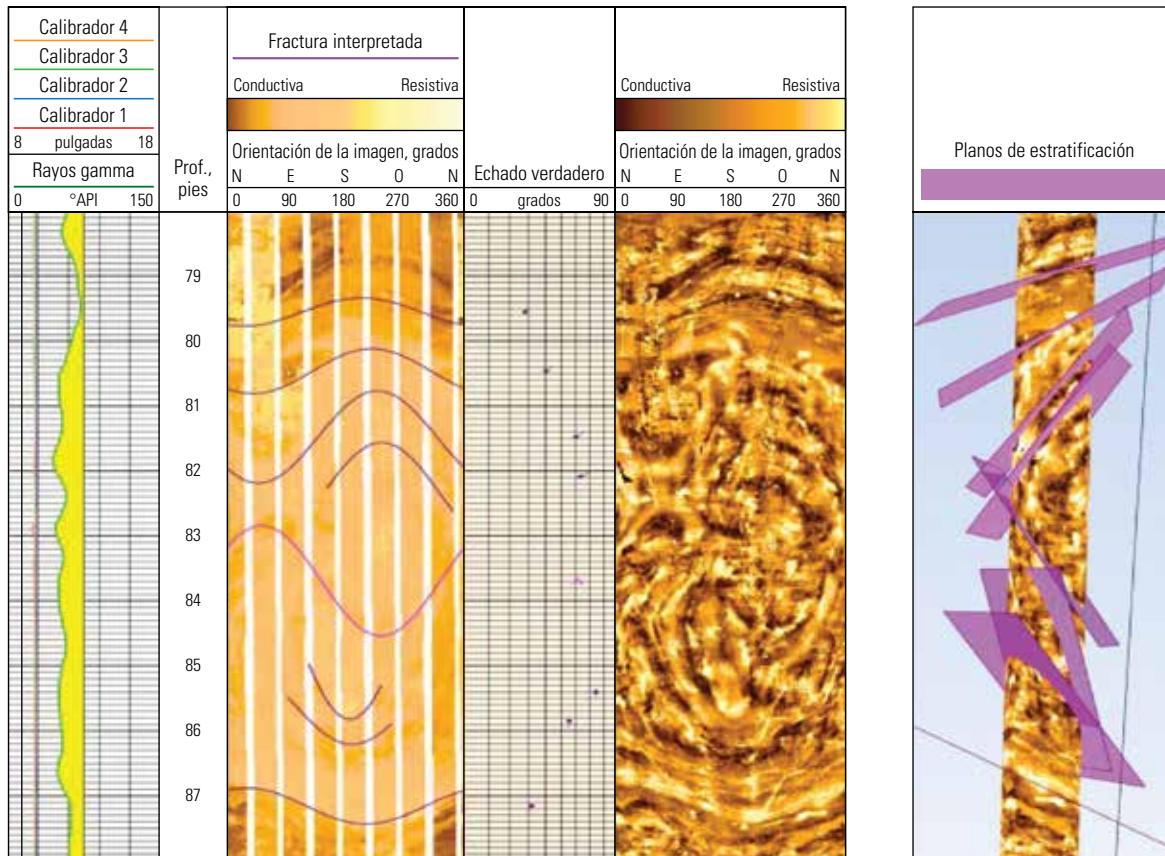 Calibrador 4
Calibrador 3
Calibrador 2
Calibrador 1
8 pulgadas 18
Rayos gamma
0 °API 150
Prof.,
pies
Fractura interpretada
Conductiva Resistiva
Orientación de la imagen, grados
N E S O N
0 90 180 270 360
Echado verdadero
0 grados 90
Conductiva Resistiva
Orientación de la imagen, grados
N E S O N
0 90 180 270 360
Planos de estratificación
79
80
81
82
83
84
85
86
87